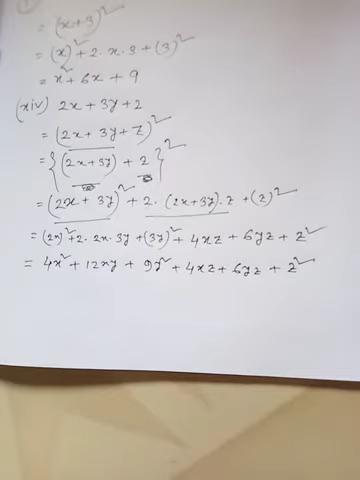 = (x+3)²
= (x)² + 2. x. 3 + (3)²
= x² + 6x + 9
(xiv) 2x + 3y + z
= (2x + 3y + z)²
= {(2x+3y) + z}²
= (2x + 3y)² + 2. (2x+3y). z + (z)²
= (2x)² + 2. 2x. 3y + (3y)² + 4xz + 6yz + z²
= 4x² + 12xy + 9y² + 4xz + 6yz + z²